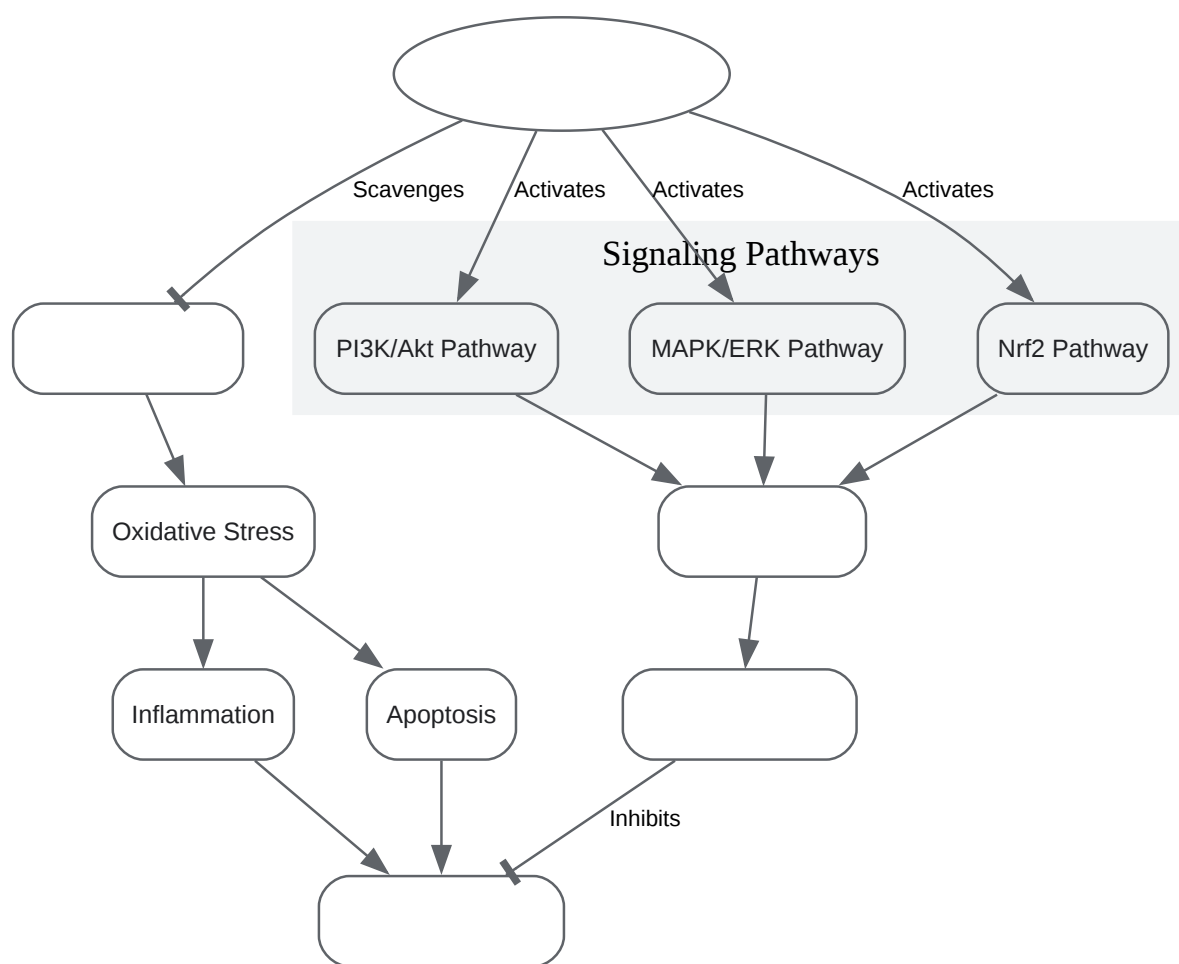 Scavenges
Activates
Activates
Activates
Signaling Pathways
PI3K/Akt Pathway
MAPK/ERK Pathway
Nrf2 Pathway
Oxidative Stress
Inflammation
Apoptosis
Inhibits